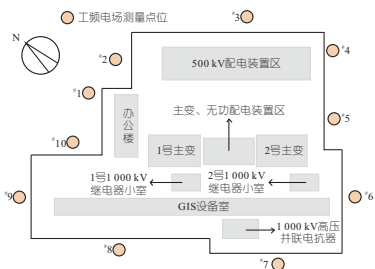 工频电场测量点位
N
#3
#2
#4
500 kV配电装置区
#1
办公楼
主变、无功配电装置区
#5
#10
1号主变
2号主变
1号1 000 kV
继电器小室
2号1 000 kV
继电器小室
#9
GIS设备室
#6
1 000 kV高压
并联电抗器
#8
#7